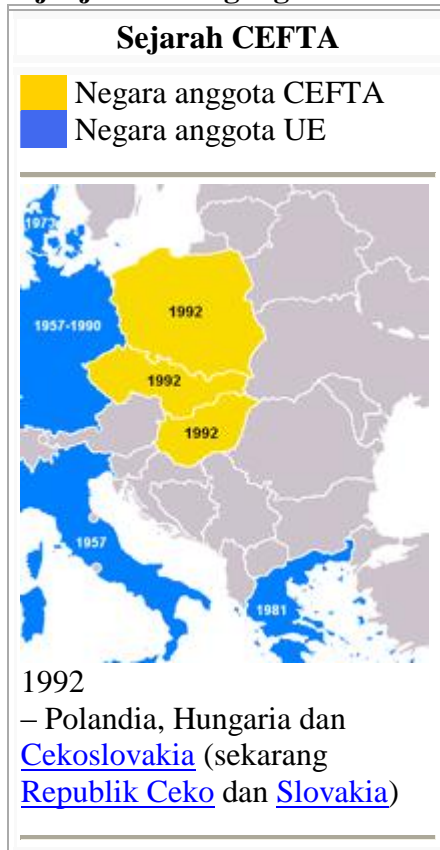 Sejarah CEFTA
Negara anggota CEFTA
Negara anggota UE
1973
1957-1990
1992
1992
1992
1957
1981
1992
– Polandia, Hungaria dan
Cekoslovakia (sekarang
Republik Ceko dan Slovakia)